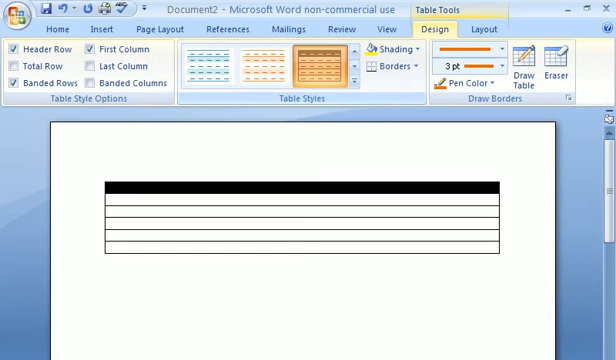 Document2 - Microsoft Word non-commercial use
Table Tools
Home Insert Page Layout References Mailings Review View Design Layout
Header Row First Column Shading 
Total Row Last Column Borders 3 pt Draw Table Eraser
Banded Rows Banded Columns Pen Color
Table Style Options Table Styles Draw Borders